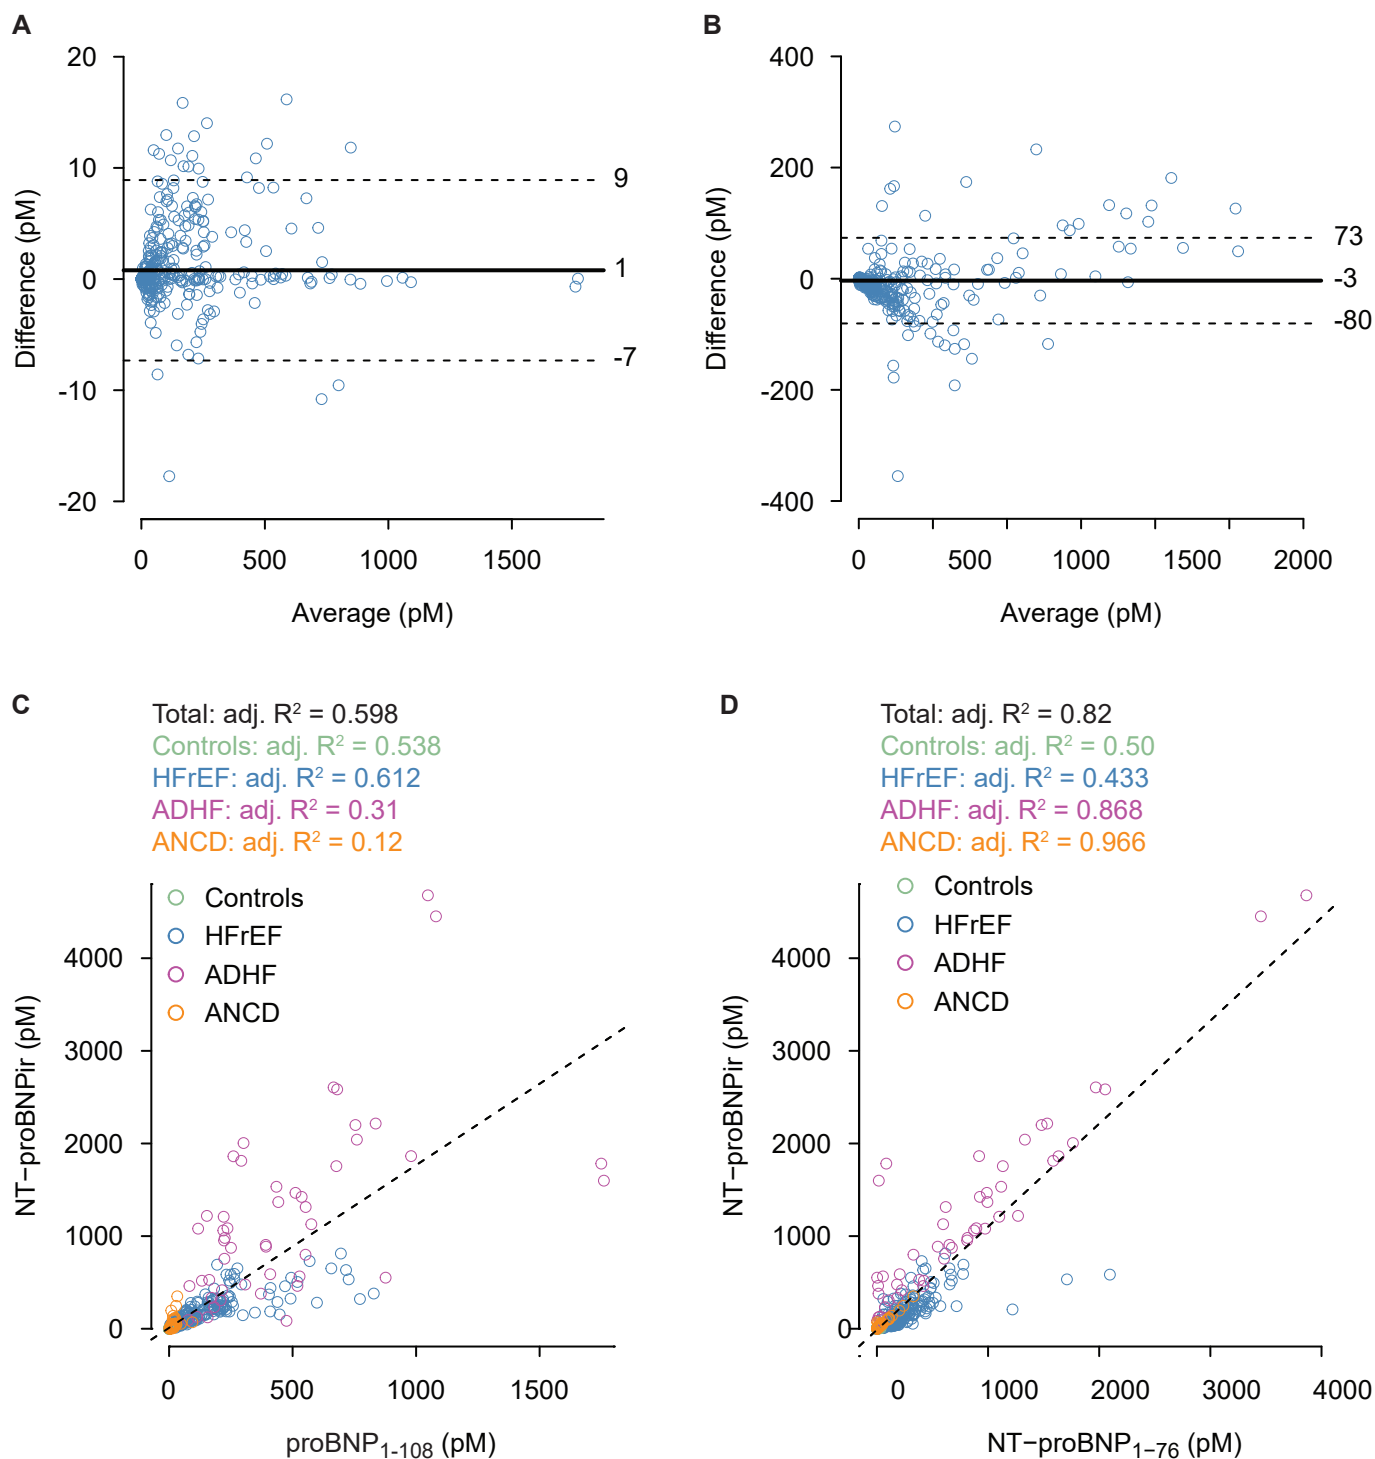 A
20
10
0
-10
-20
Difference (pM)
9
1
-7
0 500 1000 1500
Average (pM)
B
400
200
0
-200
-400
Difference (pM)
73
-3
-80
0 500 1000 1500 2000
Average (pM)
C
Total: adj. R² = 0.598
Controls: adj. R² = 0.538
HFrEF: adj. R² = 0.612
ADHF: adj. R² = 0.31
ANCD: adj. R² = 0.12
Controls
HFrEF
ADHF
ANCD
4000
3000
2000
1000
0
NT−proBNPir (pM)
0 500 1000 1500
proBNP₁₋₁₀₈ (pM)
D
Total: adj. R² = 0.82
Controls: adj. R² = 0.50
HFrEF: adj. R² = 0.433
ADHF: adj. R² = 0.868
ANCD: adj. R² = 0.966
Controls
HFrEF
ADHF
ANCD
4000
3000
2000
1000
0
NT−proBNPir (pM)
0 1000 2000 3000 4000
NT−proBNP₁₋₇₆ (pM)